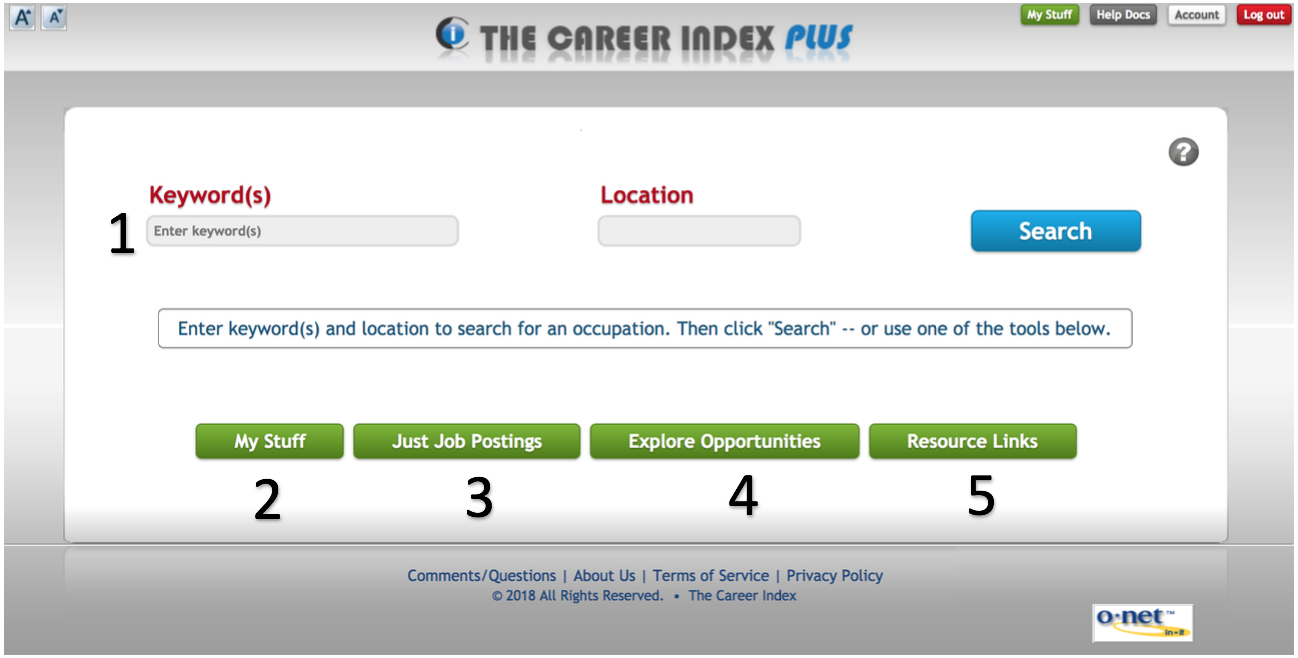 A A My Stuff Help Docs Account Log out
i THE CAREER INDEX PLUS
?
Keyword(s) Location
1 Enter keyword(s) Search
Enter keyword(s) and location to search for an occupation. Then click "Search" -- or use one of the tools below.
My Stuff Just Job Postings Explore Opportunities Resource Links
2 3 4 5
Comments/Questions | About Us | Terms of Service | Privacy Policy
© 2018 All Rights Reserved. • The Career Index
o·net™
in-it